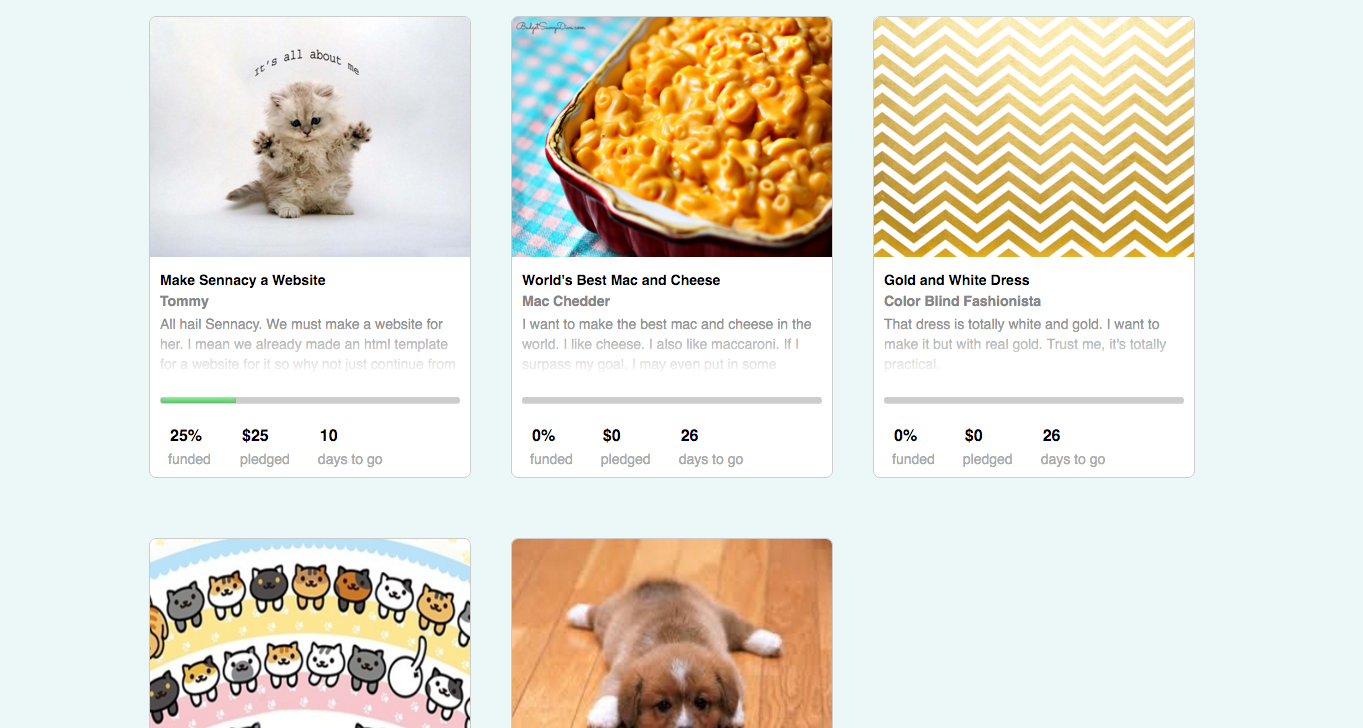 it's all about me
BudgetSavvyDiva.com
Make Sennacy a Website
Tommy
All hail Sennacy. We must make a website for
her. I mean we already made an html template
for a website for it so why not just continue from
25% $25 10
funded pledged days to go
World's Best Mac and Cheese
Mac Chedder
I want to make the best mac and cheese in the
world. I like cheese. I also like maccaroni. If I
surpass my goal, I may even put in some
0% $0 26
funded pledged days to go
Gold and White Dress
Color Blind Fashionista
That dress is totally white and gold. I want to
make it but with real gold. Trust me, it's totally
practical.
0% $0 26
funded pledged days to go